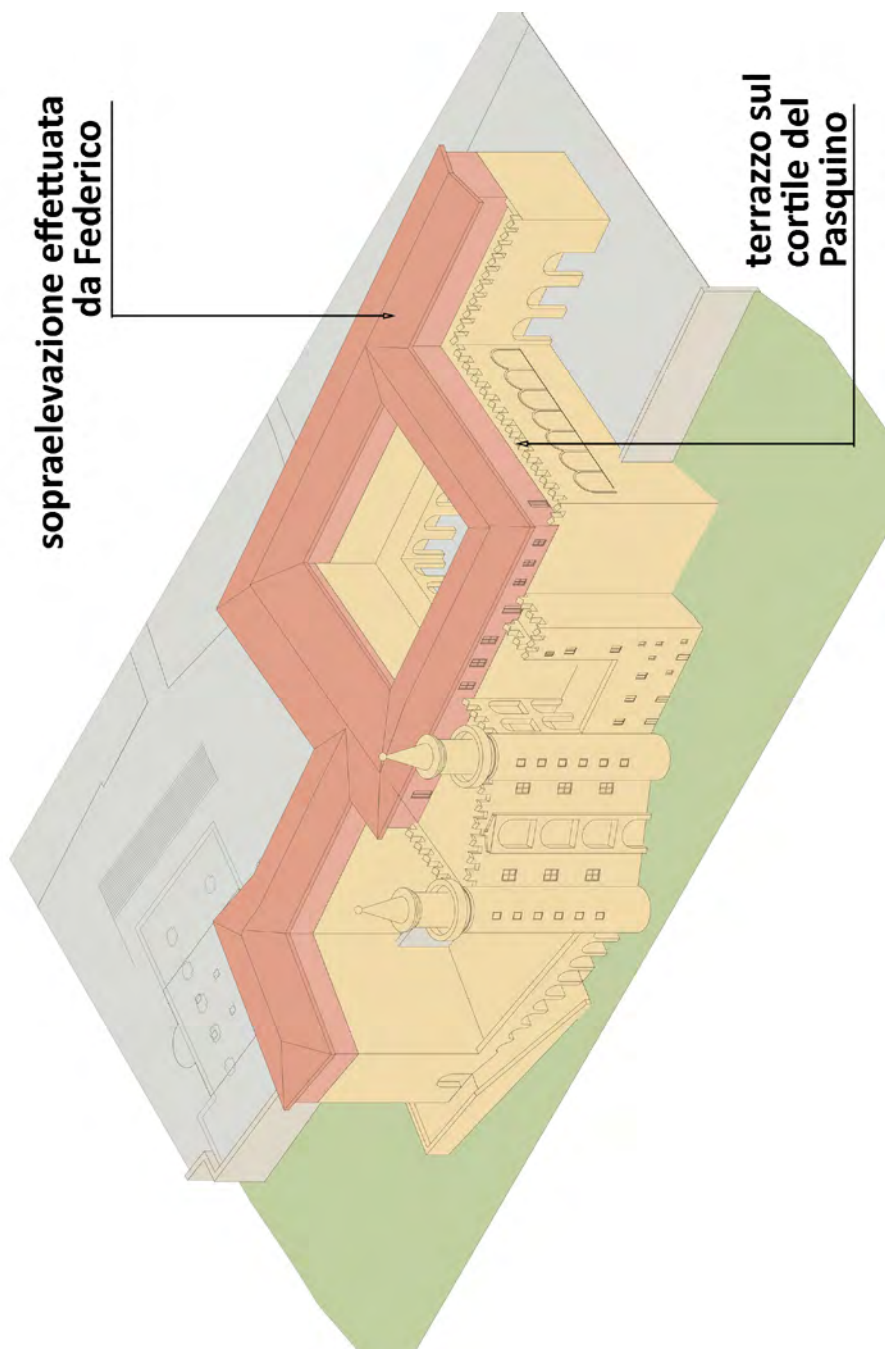 sopraelevazione effettuata
da Federico
terrazzo sul
cortile del
Pasquino